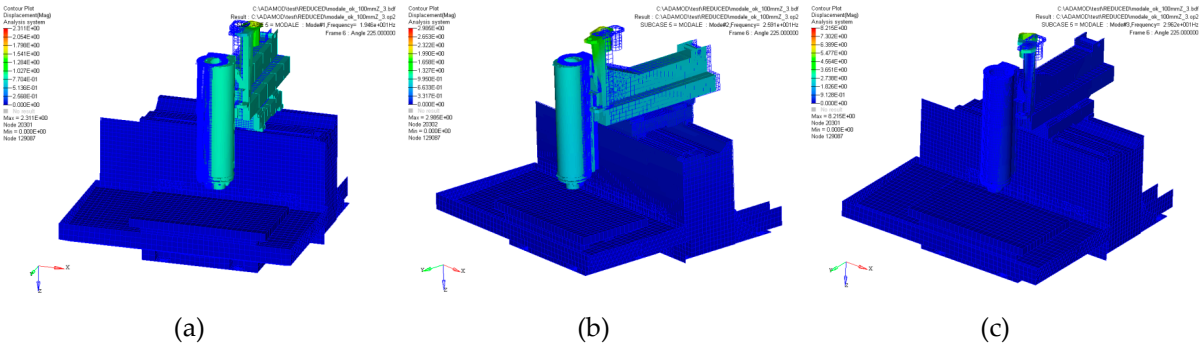 Contour Plot
Displacement(Mag)
Analysis system
2.311E+00
2.054E+00
1.798E+00
1.541E+00
1.284E+00
1.027E+00
7.704E-01
5.136E-01
2.568E-01
0.000E+00
No result
Max = 2.311E+00
Node 20301
Min = 0.000E+00
Node 129087
C:\ADAMOD\test\REDUCED\modale_ok_100mmZ_3.bdf
Result : C:\ADAMOD\test\REDUCED\modale_ok_100mmZ_3.op2
SUBCASE 5 = MODALE : Mode#1,Frequency= 1.946e+001Hz
Frame 6 : Angle 225.000000
Y
X
Z
(a)
Contour Plot
Displacement(Mag)
Analysis system
2.985E+00
2.653E+00
2.322E+00
1.990E+00
1.658E+00
1.327E+00
9.950E-01
6.633E-01
3.317E-01
0.000E+00
No result
Max = 2.985E+00
Node 20302
Min = 0.000E+00
Node 129087
C:\ADAMOD\test\REDUCED\modale_ok_100mmZ_3.bdf
Result : C:\ADAMOD\test\REDUCED\modale_ok_100mmZ_3.op2
SUBCASE 5 = MODALE : Mode#2,Frequency= 2.591e+001Hz
Frame 6 : Angle 225.000000
Y
X
Z
(b)
Contour Plot
Displacement(Mag)
Analysis system
8.215E+00
7.302E+00
6.389E+00
5.477E+00
4.564E+00
3.651E+00
2.738E+00
1.826E+00
9.128E-01
0.000E+00
No result
Max = 8.215E+00
Node 20301
Min = 0.000E+00
Node 129087
C:\ADAMOD\test\REDUCED\modale_ok_100mmZ_3.bdf
Result : C:\ADAMOD\test\REDUCED\modale_ok_100mmZ_3.op2
SUBCASE 5 = MODALE : Mode#3,Frequency= 2.962e+001Hz
Frame 6 : Angle 225.000000
Y
X
Z
(c)